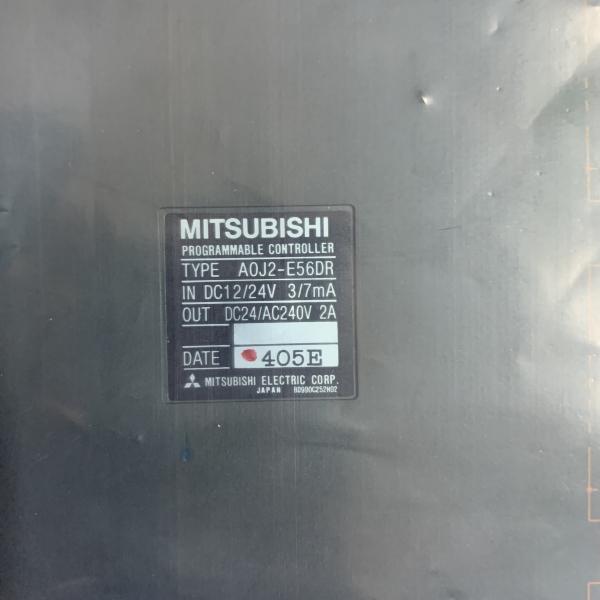 MITSUBISHI
PROGRAMMABLE CONTROLLER
TYPE A0J2-E56DR
IN DC12/24V 3/7mA
OUT DC24/AC240V 2A
DATE 405E
MITSUBISHI ELECTRIC CORP.
JAPAN BD990C252H02